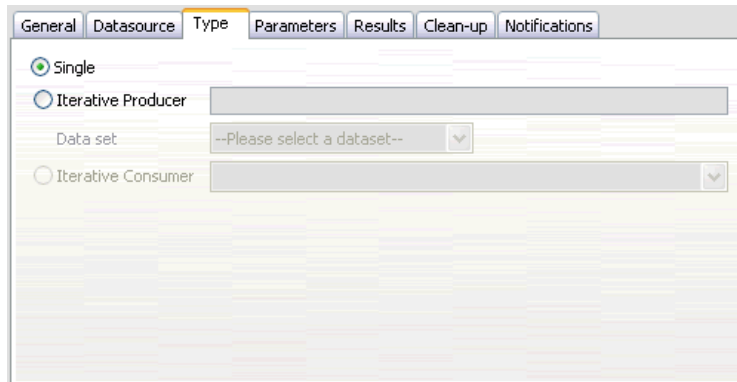 General Datasource Type Parameters Results Clean-up Notifications
Single
Iterative Producer
Data set --Please select a dataset--
Iterative Consumer